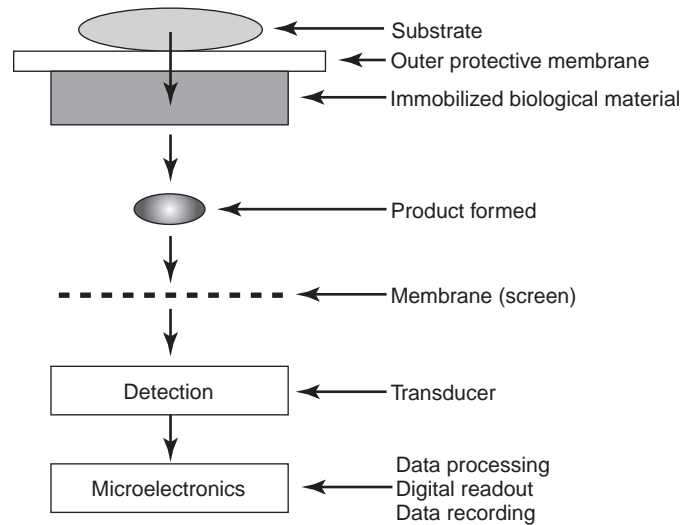 Substrate
Outer protective membrane
Immobilized biological material
Product formed
Membrane (screen)
Detection
Transducer
Microelectronics
Data processing
Digital readout
Data recording